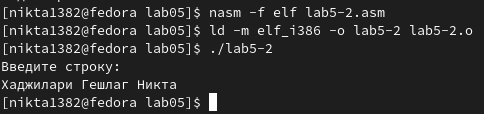 [nikta1382@fedora lab05]$ nasm -f elf lab5-2.asm
[nikta1382@fedora lab05]$ ld -m elf_i386 -o lab5-2 lab5-2.o
[nikta1382@fedora lab05]$ ./lab5-2
Введите строку:
Хаджилари Гешлаг Никта
[nikta1382@fedora lab05]$